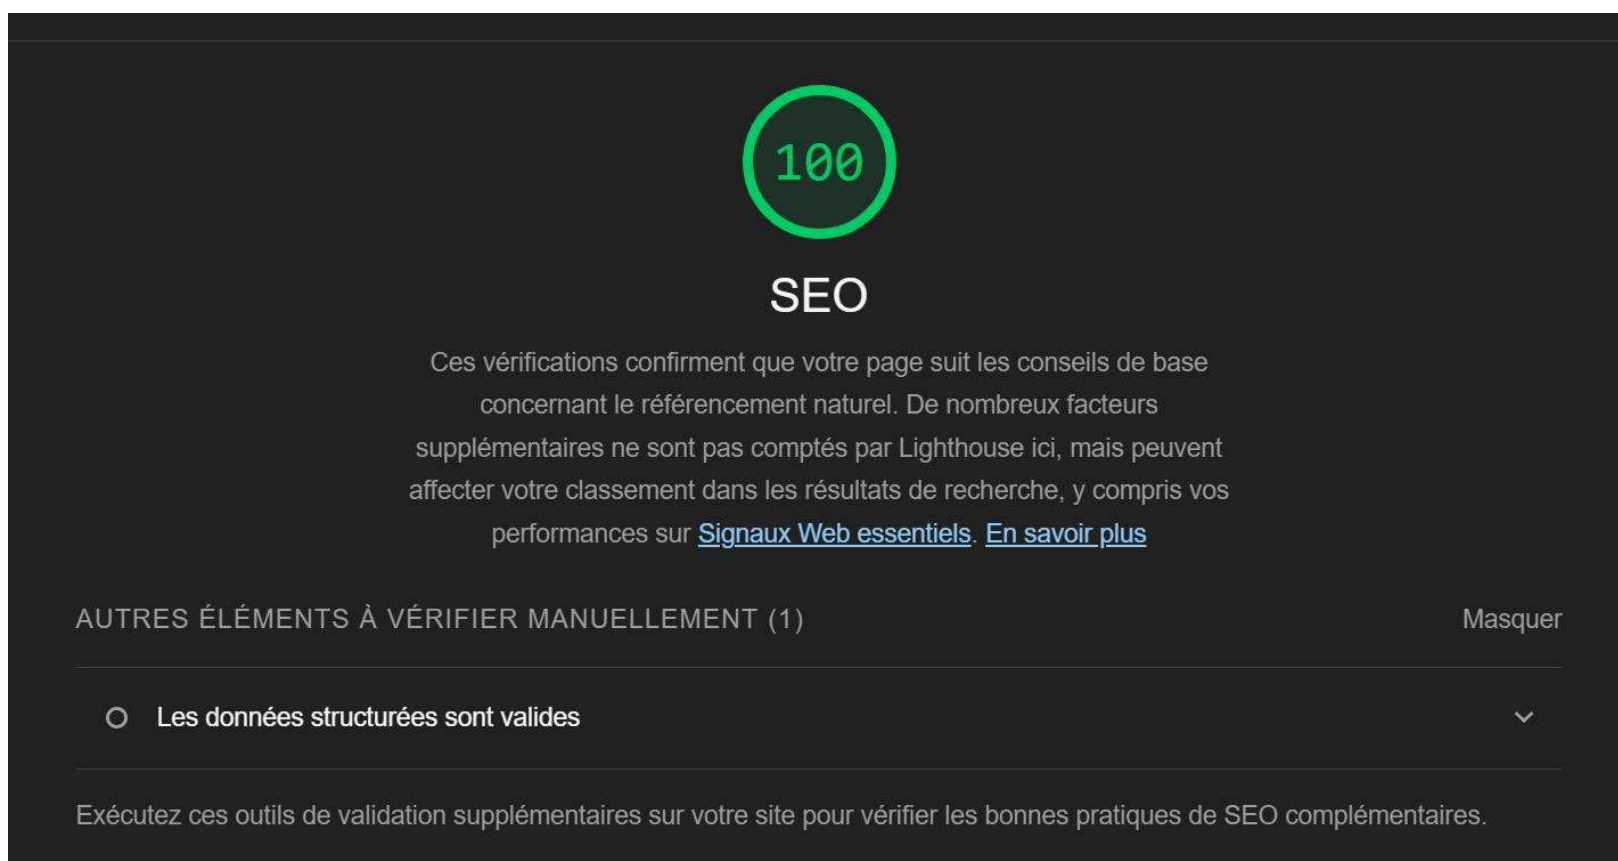 100
SEO
Ces vérifications confirment que votre page suit les conseils de base
concernant le référencement naturel. De nombreux facteurs
supplémentaires ne sont pas comptés par Lighthouse ici, mais peuvent
affecter votre classement dans les résultats de recherche, y compris vos
performances sur Signaux Web essentiels. En savoir plus
AUTRES ÉLÉMENTS À VÉRIFIER MANUELLEMENT (1) Masquer
Les données structurées sont valides
Exécutez ces outils de validation supplémentaires sur votre site pour vérifier les bonnes pratiques de SEO complémentaires.